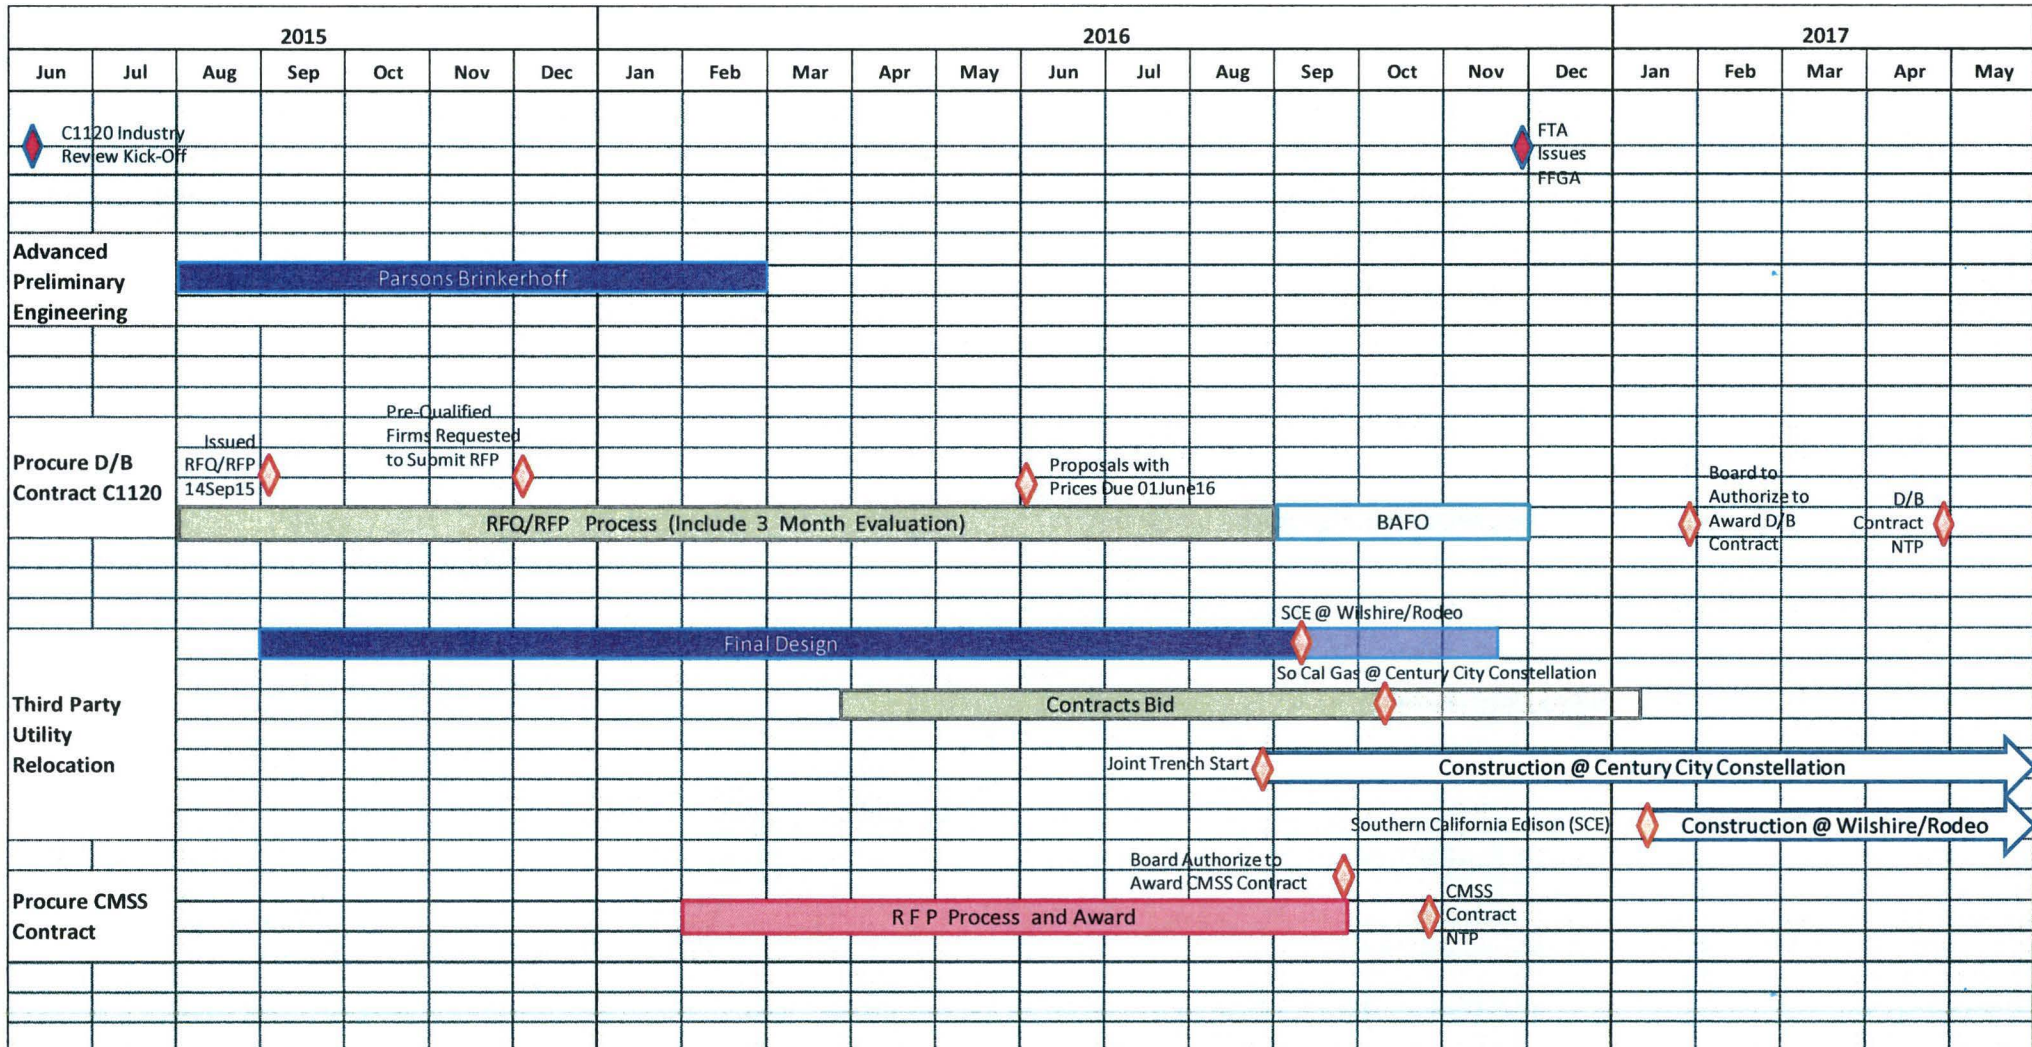 2015 2016 2017
Jun Jul Aug Sep Oct Nov Dec Jan Feb Mar Apr May Jun Jul Aug Sep Oct Nov Dec Jan Feb Mar Apr May
C1120 Industry
Review Kick-Off
FTA
Issues
FFGA
Advanced
Preliminary
Engineering
Parsons Brinkerhoff
Procure D/B
Contract C1120
Issued
RFQ/RFP
14Sep15
Pre-Qualified
Firms Requested
to Submit RFP
Proposals with
Prices Due 01June16
Board to
Authorize to
Award D/B
Contract
D/B
Contract
NTP
RFQ/RFP Process (Include 3 Month Evaluation)
BAFO
Third Party
Utility
Relocation
SCE @ Wilshire/Rodeo
Final Design
So Cal Gas @ Century City Constellation
Contracts Bid
Joint Trench Start
Construction @ Century City Constellation
Southern California Edison (SCE)
Construction @ Wilshire/Rodeo
Procure CMSS
Contract
Board Authorize to
Award CMSS Contract
R F P Process and Award
CMSS
Contract
NTP